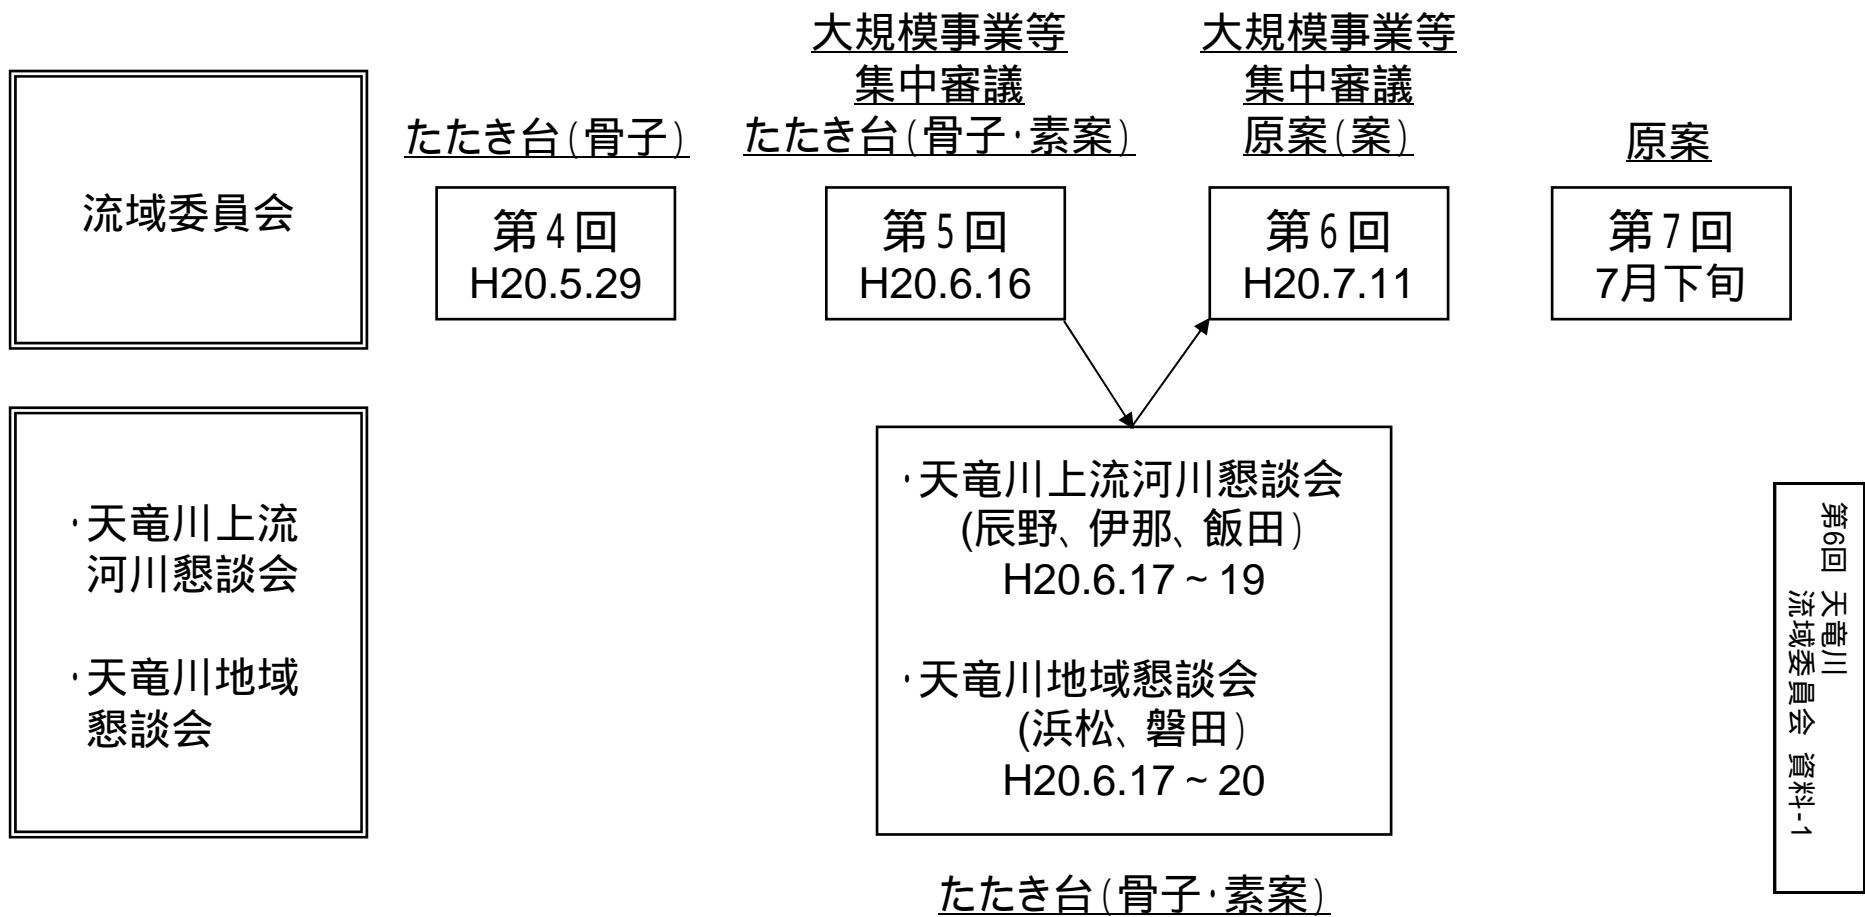 流域委員会
たたき台(骨子)
第4回
H20.5.29
大規模事業等
集中審議
たたき台(骨子・素案)
第5回
H20.6.16
大規模事業等
集中審議
原案(案)
第6回
H20.7.11
原案
第7回
7月下旬
・天竜川上流
河川懇談会
・天竜川地域
懇談会
・天竜川上流河川懇談会
(辰野、伊那、飯田)
H20.6.17~19
・天竜川地域懇談会
(浜松、磐田)
H20.6.17~20
たたき台(骨子・素案)
第6回 天竜川
流域委員会 資料-1